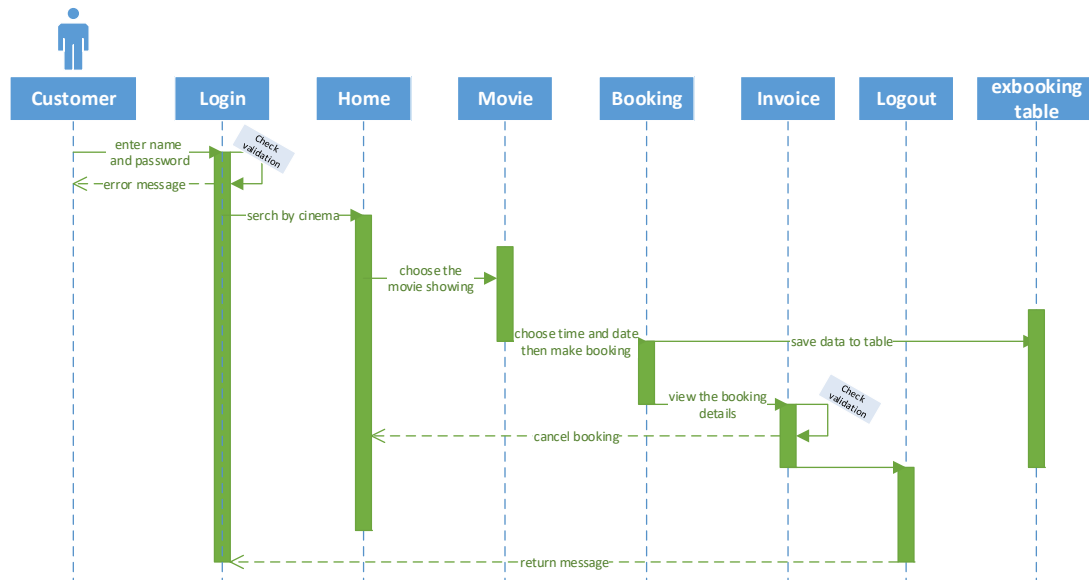 Customer
Login
Home
Movie
Booking
Invoice
Logout
exbooking
table
enter name
and password
Check
validation
error message
serch by cinema
choose the
movie showing
choose time and date
then make booking
save data to table
view the booking
details
Check
validation
cancel booking
return message